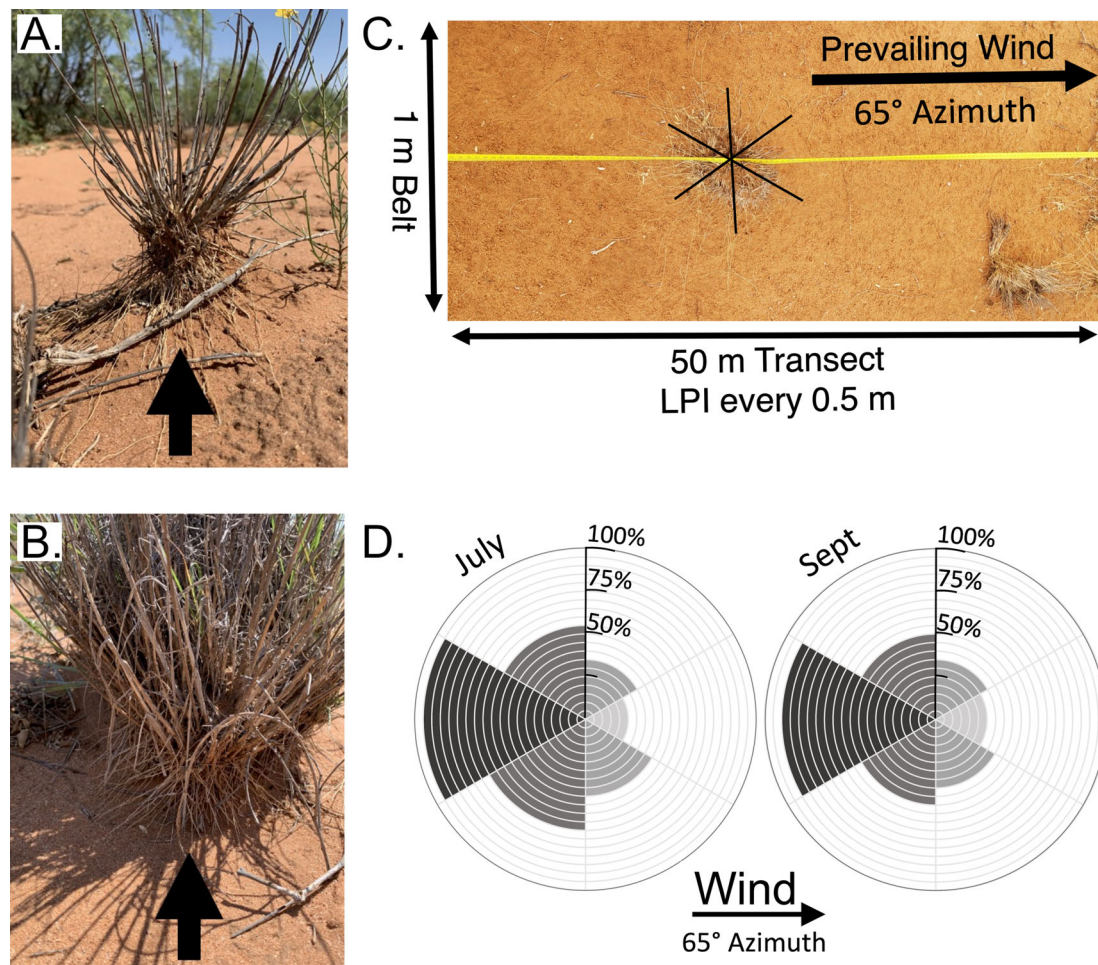 A.
B.
C.
1 m Belt
Prevailing Wind
65° Azimuth
50 m Transect
LPI every 0.5 m
D.
July
100%
75%
50%
Sept
100%
75%
50%
Wind
65° Azimuth